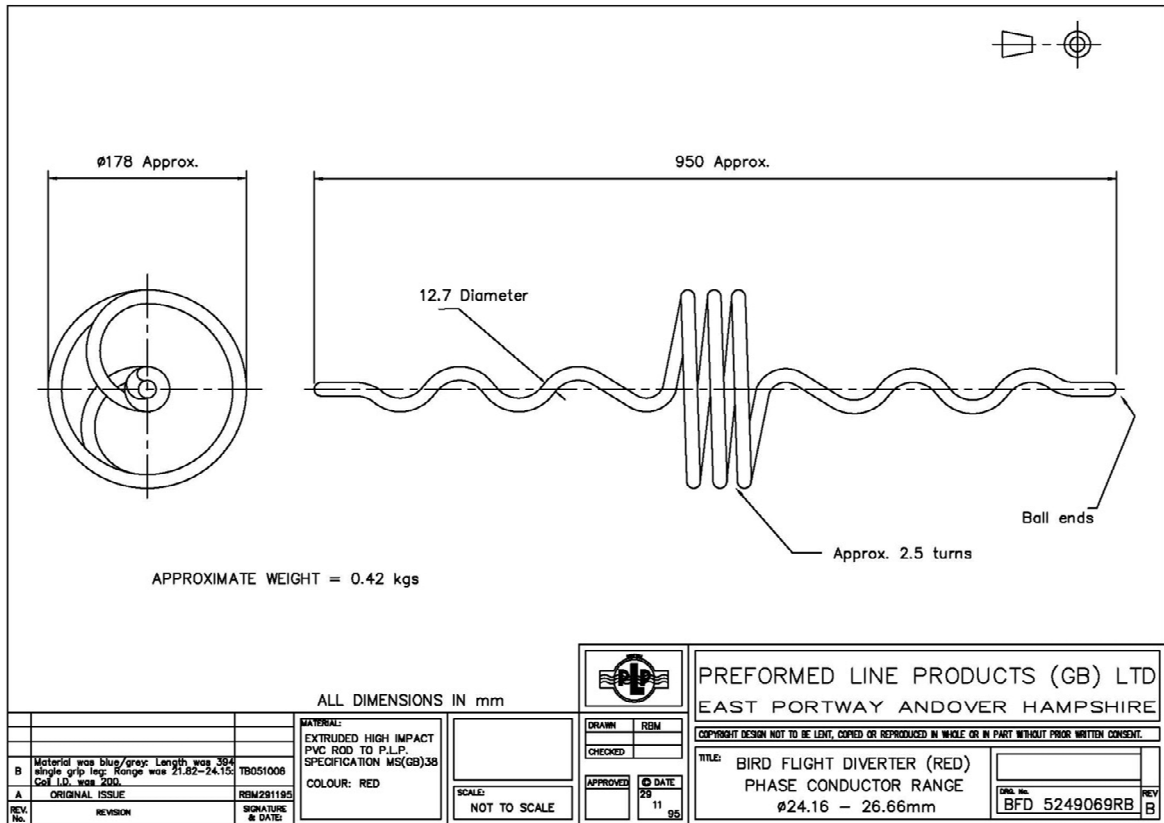 ø178 Approx.
950 Approx.
12.7 Diameter
Ball ends
Approx. 2.5 turns
APPROXIMATE WEIGHT = 0.42 kgs
ALL DIMENSIONS IN mm
B
Material was blue/grey: Length was 394
single grip leg: Range was 21.82-24.15:
Coil I.D. was 200.
TB051006
A
ORIGINAL ISSUE
RBM291195
REV. No.
REVISION
SIGNATURE & DATE:
MATERIAL:
EXTRUDED HIGH IMPACT
PVC ROD TO P.L.P.
SPECIFICATION MS(GB)38
COLOUR: RED
SCALE:
NOT TO SCALE
PLP
DRAWN
RBM
CHECKED
APPROVED
© DATE
29
11
95
PREFORMED LINE PRODUCTS (GB) LTD
EAST PORTWAY ANDOVER HAMPSHIRE
COPYRIGHT DESIGN NOT TO BE LENT, COPIED OR REPRODUCED IN WHOLE OR IN PART WITHOUT PRIOR WRITTEN CONSENT.
TITLE:
BIRD FLIGHT DIVERTER (RED)
PHASE CONDUCTOR RANGE
ø24.16 - 26.66mm
DRG. No.
BFD 5249069RB
REV
B